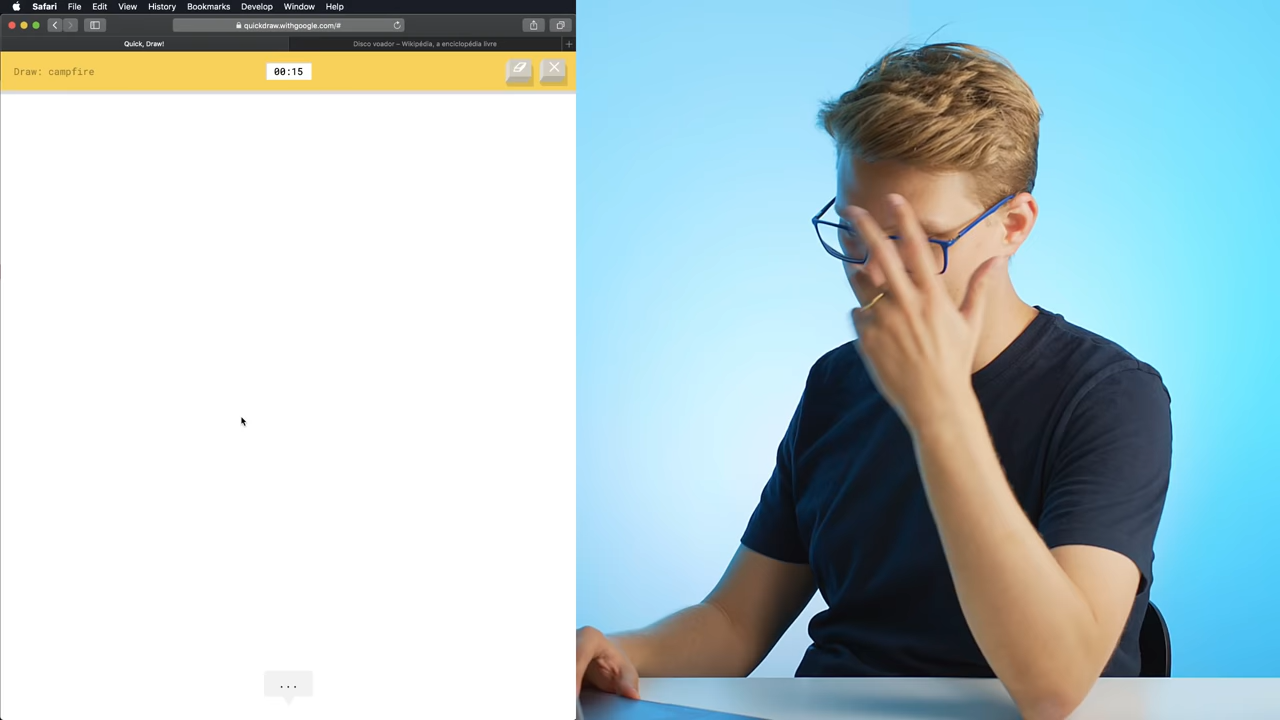 Safari File Edit View History Bookmarks Develop Window Help
quickdraw.withgoogle.com/#
Quick, Draw! Disco voador – Wikipédia, a enciclopédia livre
Draw: campfire 00:15
...